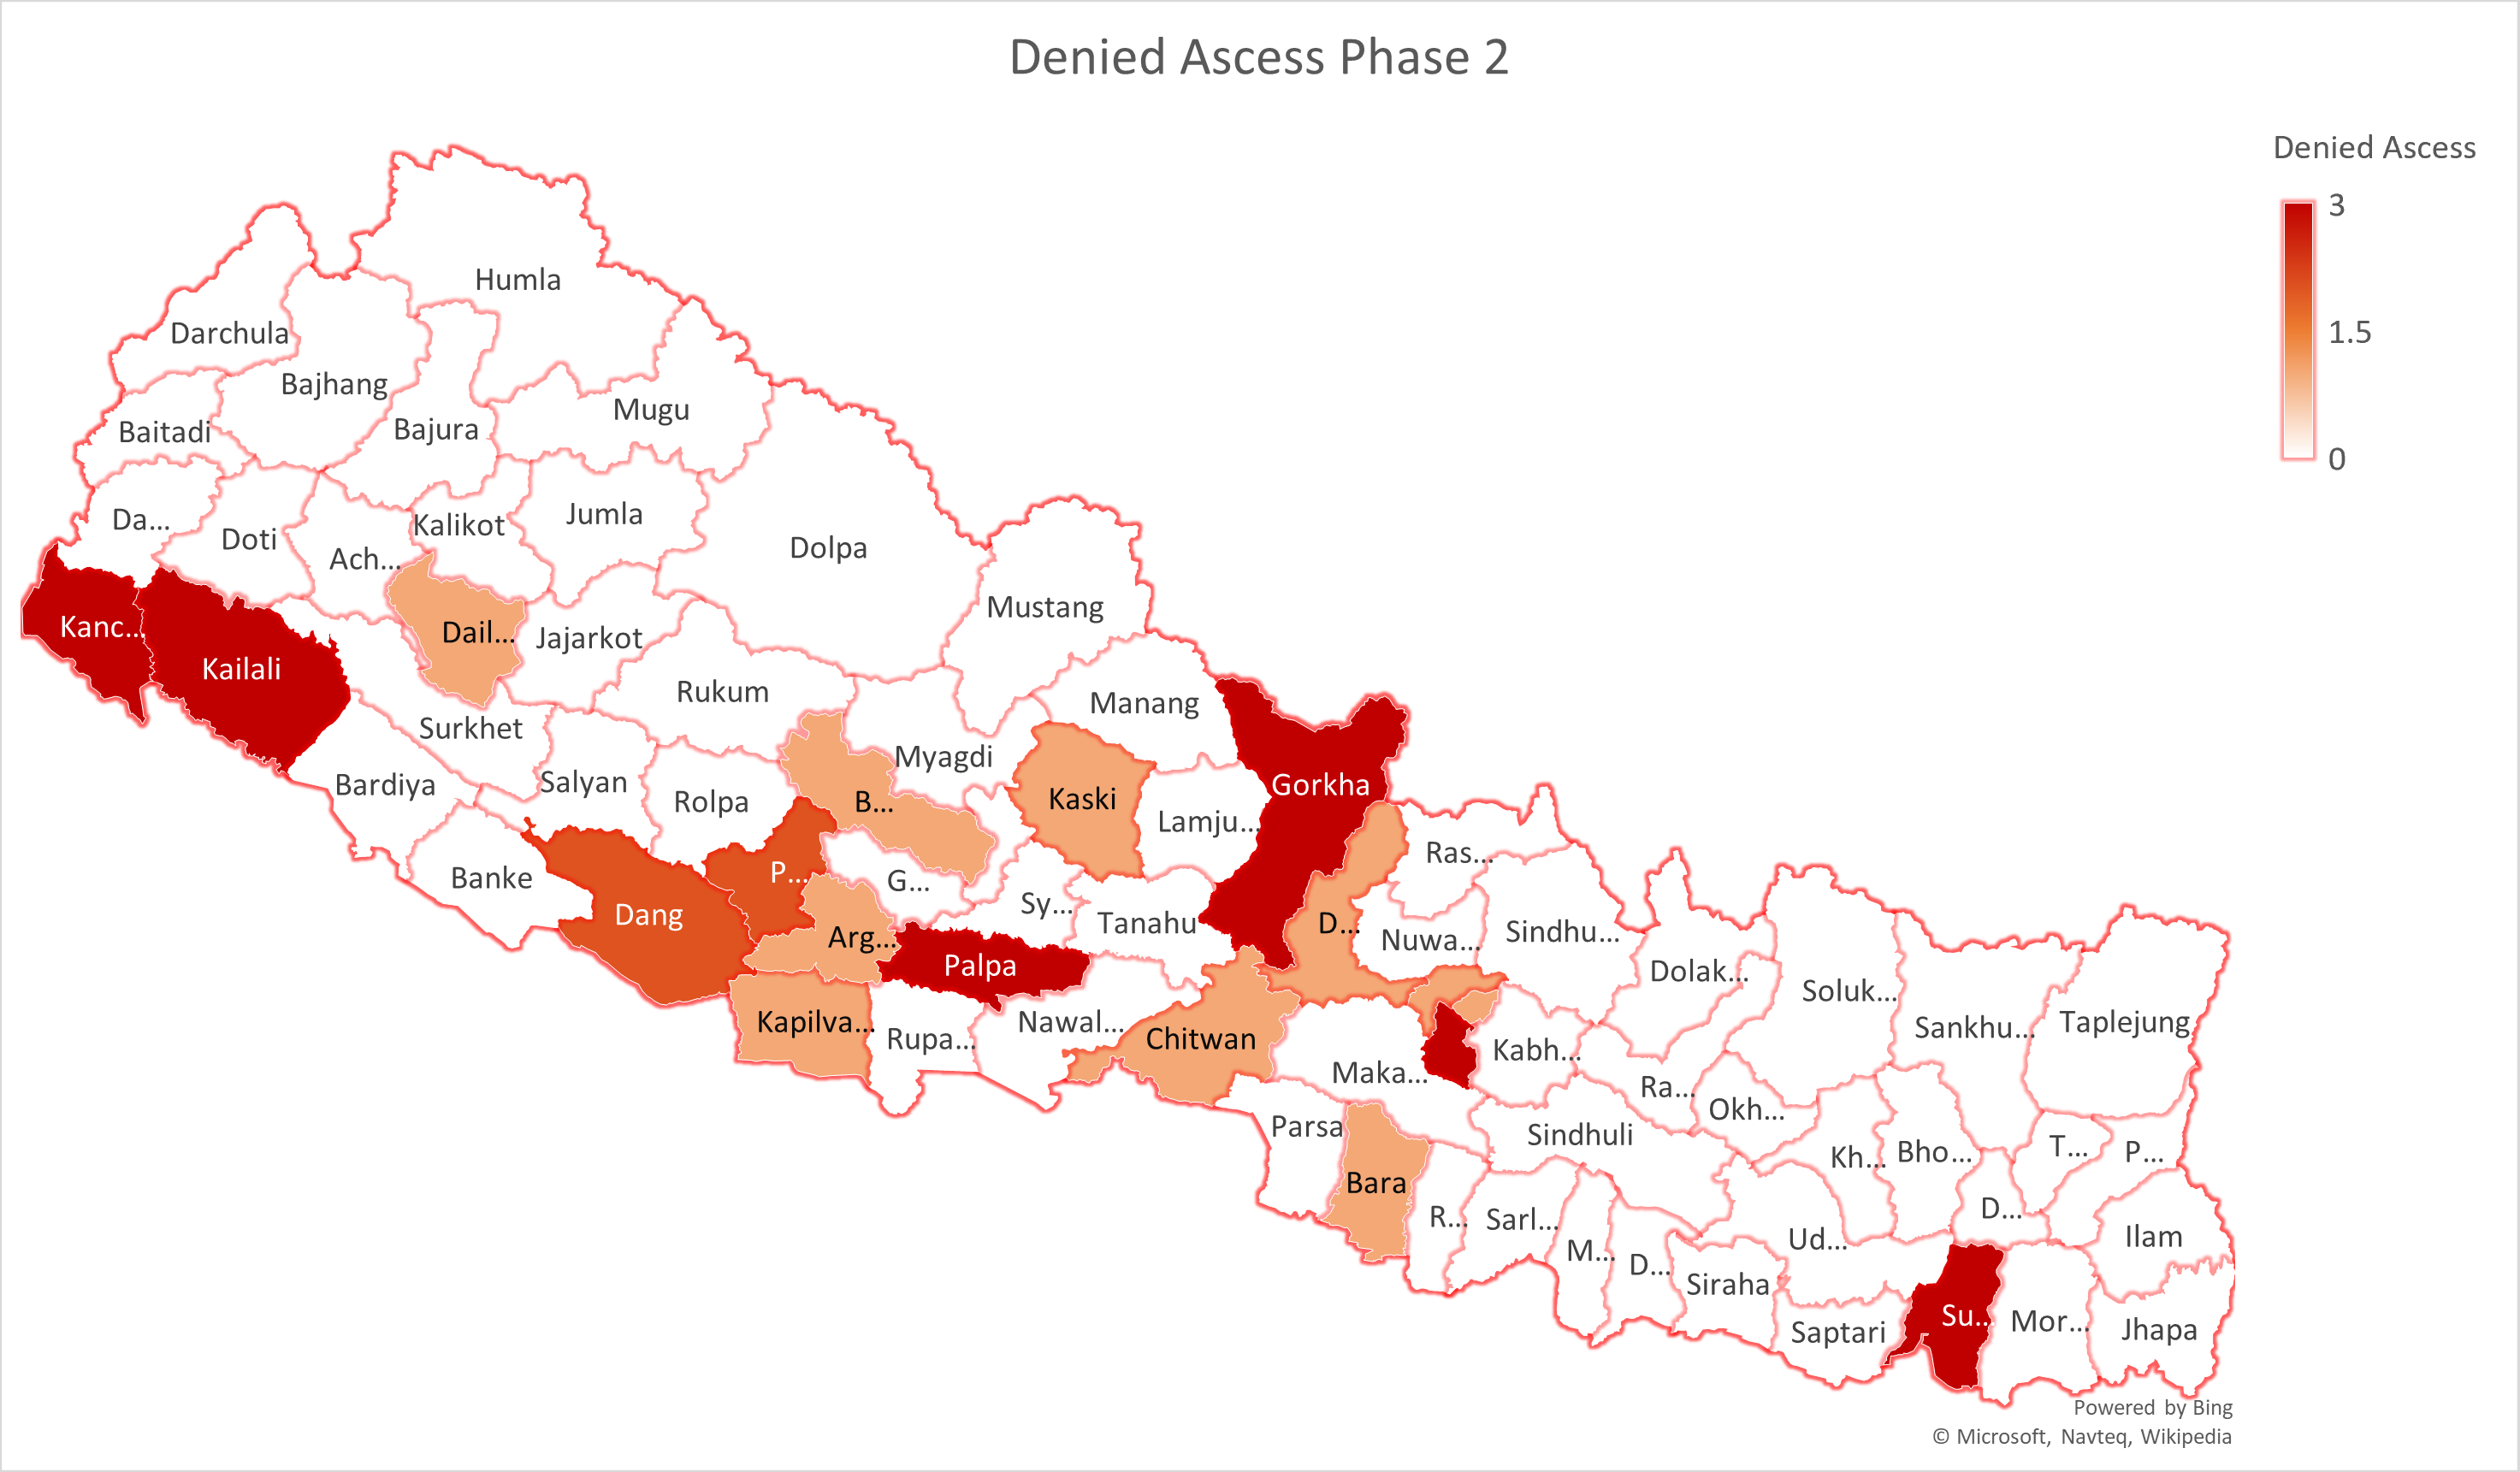 Denied Ascess Phase 2
Denied Ascess
3
1.5
0
Humla
Darchula
Bajhang
Mugu
Baitadi
Bajura
Da...
Doti
Ach...
Kalikot
Jumla
Dolpa
Mustang
Kanc...
Kailali
Dail...
Jajarkot
Rukum
Manang
Surkhet
Myagdi
Bardiya
Salyan
Rolpa
B...
Kaski
Lamju...
Gorkha
Banke
Dang
P...
G...
Sy...
Tanahu
D...
Ras...
Nuwa...
Sindhu...
Arg...
Palpa
Dolak...
Soluk...
Kapilva...
Rupa...
Nawal...
Chitwan
Maka...
Kabh...
Sankhu...
Taplejung
Ra...
Okh...
Parsa
Sindhuli
Kh...
Bho...
T...
P...
Bara
R...
Sarl...
M...
D...
Siraha
Ud...
D...
Ilam
Saptari
Su...
Mor...
Jhapa
Powered by Bing
© Microsoft, Navteq, Wikipedia